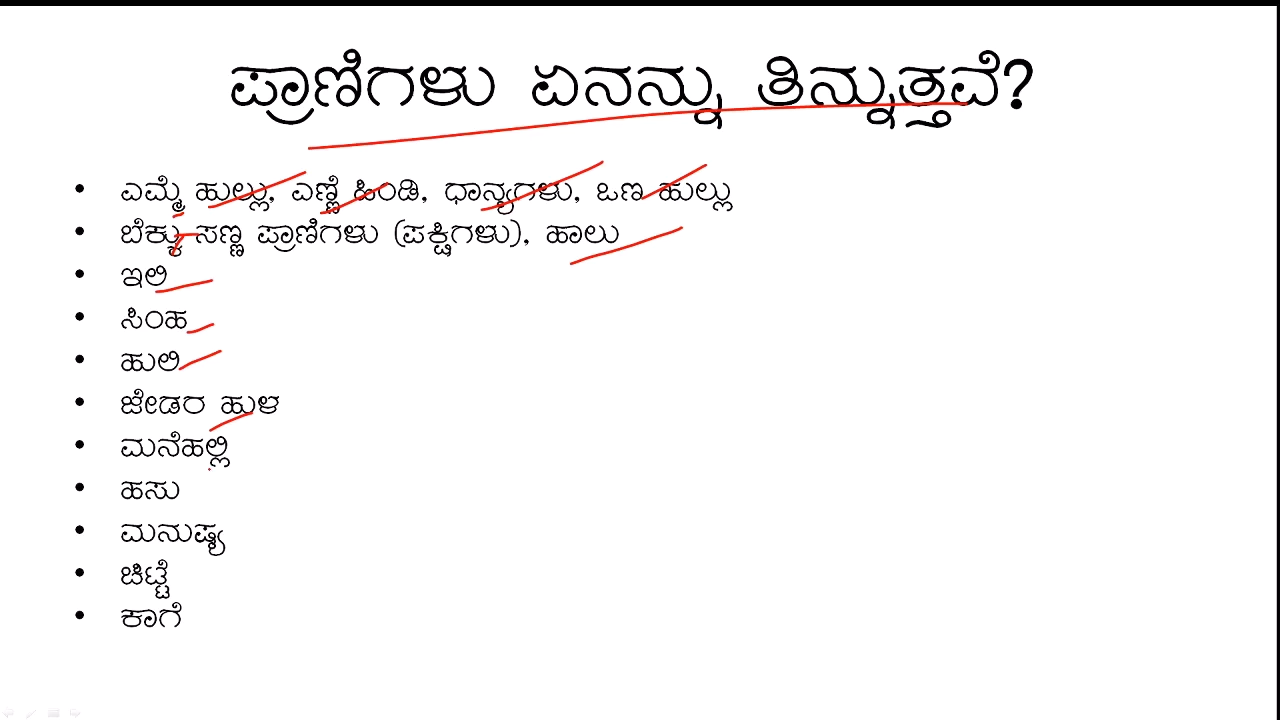 ಪ್ರಾಣಿಗಳು ಏನನ್ನು ತಿನ್ನುತ್ತವೆ?
• ಎಮ್ಮೆ ಹುಲ್ಲು, ಎಣ್ಣೆ ಹಿಂಡಿ, ಧಾನ್ಯಗಳು, ಒಣ ಹುಲ್ಲು
• ಬೆಕ್ಕು ಸಣ್ಣ ಪ್ರಾಣಿಗಳು (ಪಕ್ಷಿಗಳು), ಹಾಲು
• ಇಲಿ
• ಸಿಂಹ
• ಹುಲಿ
• ಜೇಡರ ಹುಳ
• ಮನೆಹಲ್ಲಿ
• ಹಸು
• ಮನುಷ್ಯ
• ಚಿಟ್ಟೆ
• ಕಾಗೆ